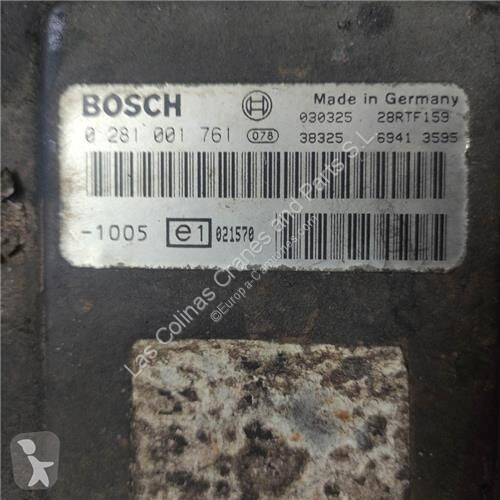 BOSCH
Made in Germany
030325 28RTF159
0 281 001 761 078
38325 6941 3595
-1005 e1 021570
Las Colinas Cranes and Parts S.L.
©Europa-Camiones.com